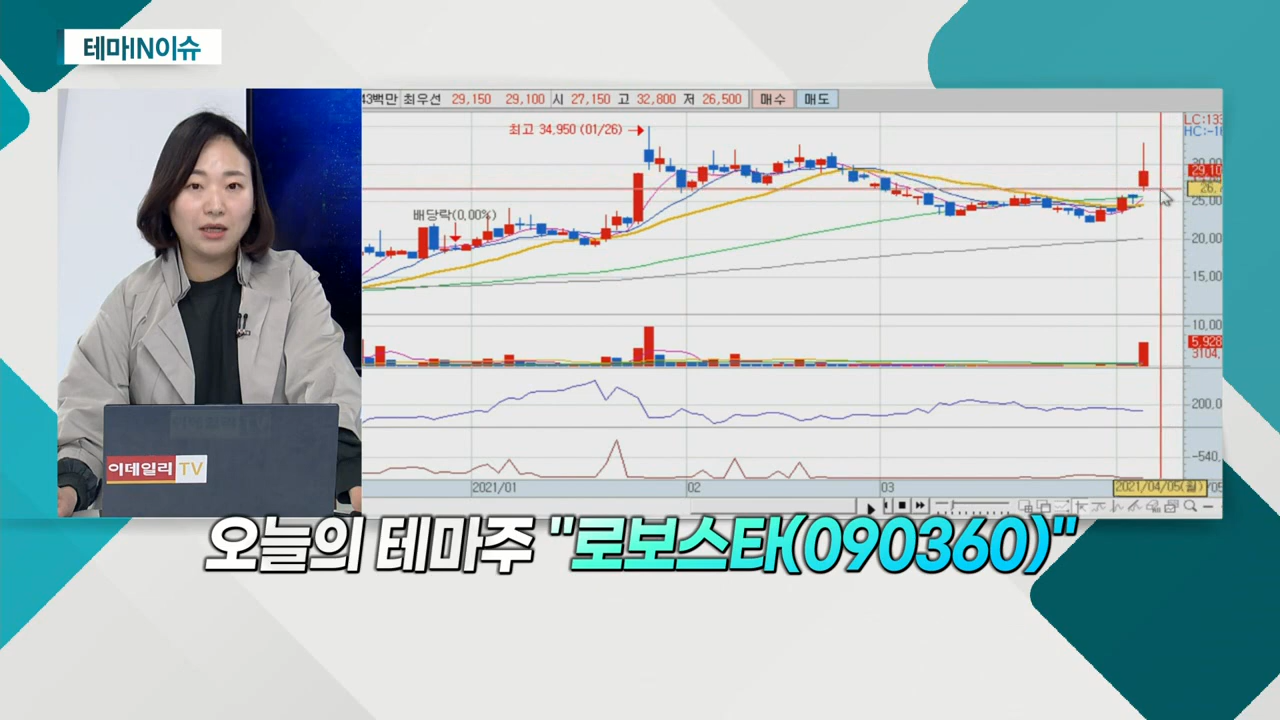 테마IN이슈
43백만 최우선 29,150 29,100 시 27,150 고 32,800 저 26,500 매수 매도
최고 34,950 (01/26)
LC:133
HC:-16
30,00
29,10
26,7
25,00
배당락(0,00%)
20,00
15,00
10,00
5,928
3104,
200,0
-540,
이데일리 TV
2021/01 02 03 2021/04/05(월) /05
오늘의 테마주 "로보스타(090360)"